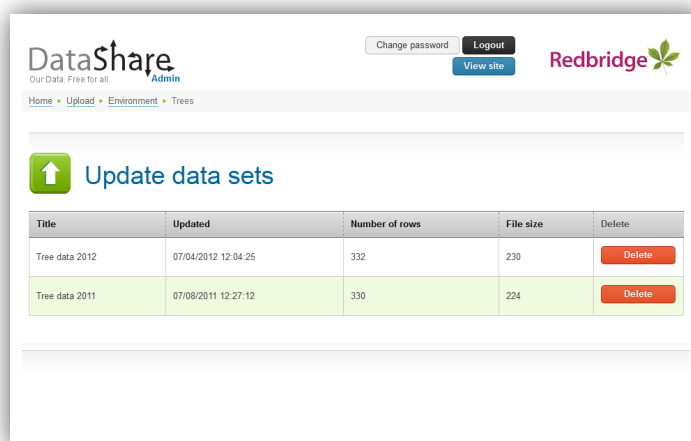 Change password Logout
DataShare
View site
Redbridge
Our Data. Free for all.
Admin
Home Upload Environment Trees
Update data sets
Title Updated Number of rows File size Delete
Tree data 2012 07/04/2012 12:04:25 332 230 Delete
Tree data 2011 07/08/2011 12:27:12 330 224 Delete